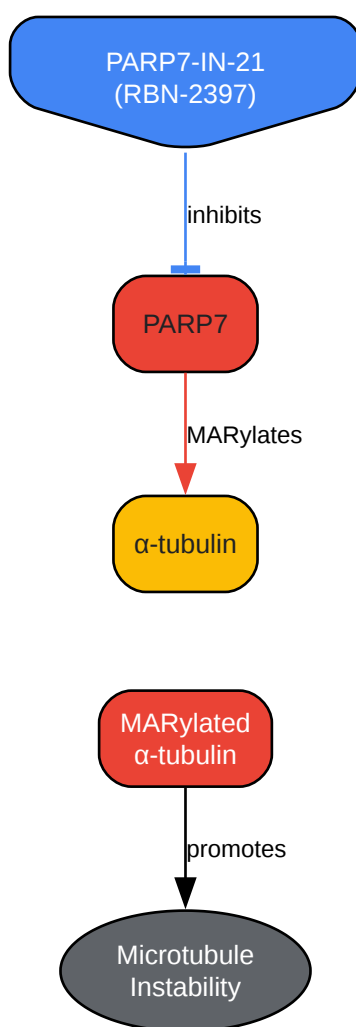 PARP7-IN-21
(RBN-2397)
inhibits
PARP7
MARylates
α-tubulin
MARylated
α-tubulin
promotes
Microtubule
Instability